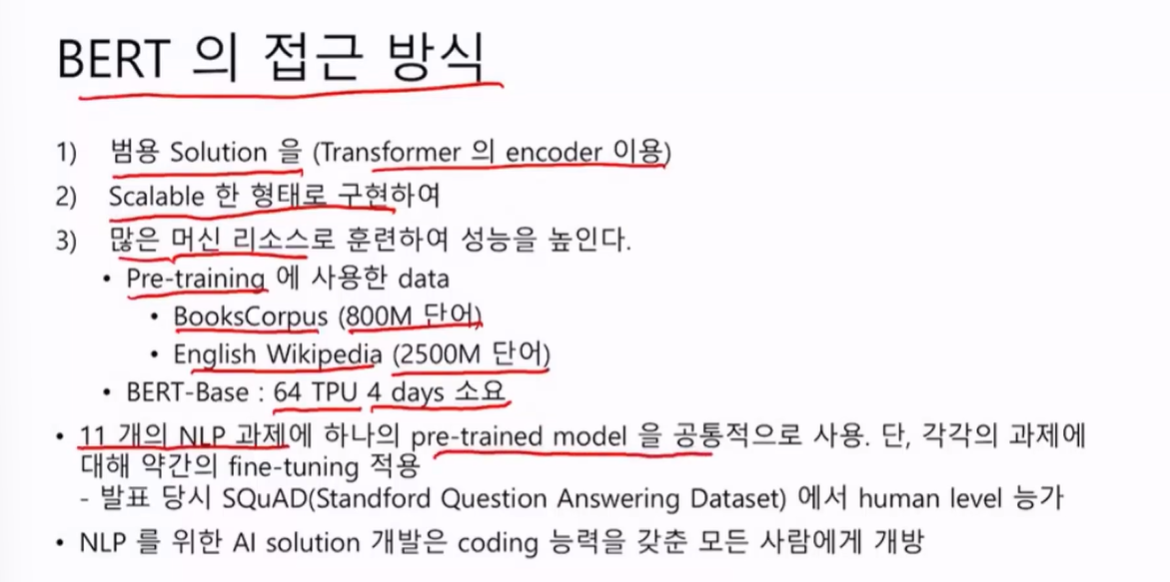 BERT 의 접근 방식
1) 범용 Solution 을 (Transformer 의 encoder 이용)
2) Scalable 한 형태로 구현하여
3) 많은 머신 리소스로 훈련하여 성능을 높인다.
• Pre-training 에 사용한 data
• BooksCorpus (800M 단어)
• English Wikipedia (2500M 단어)
• BERT-Base : 64 TPU 4 days 소요
• 11 개의 NLP 과제에 하나의 pre-trained model 을 공통적으로 사용. 단, 각각의 과제에
대해 약간의 fine-tuning 적용
- 발표 당시 SQuAD(Standford Question Answering Dataset) 에서 human level 능가
• NLP 를 위한 AI solution 개발은 coding 능력을 갖춘 모든 사람에게 개방